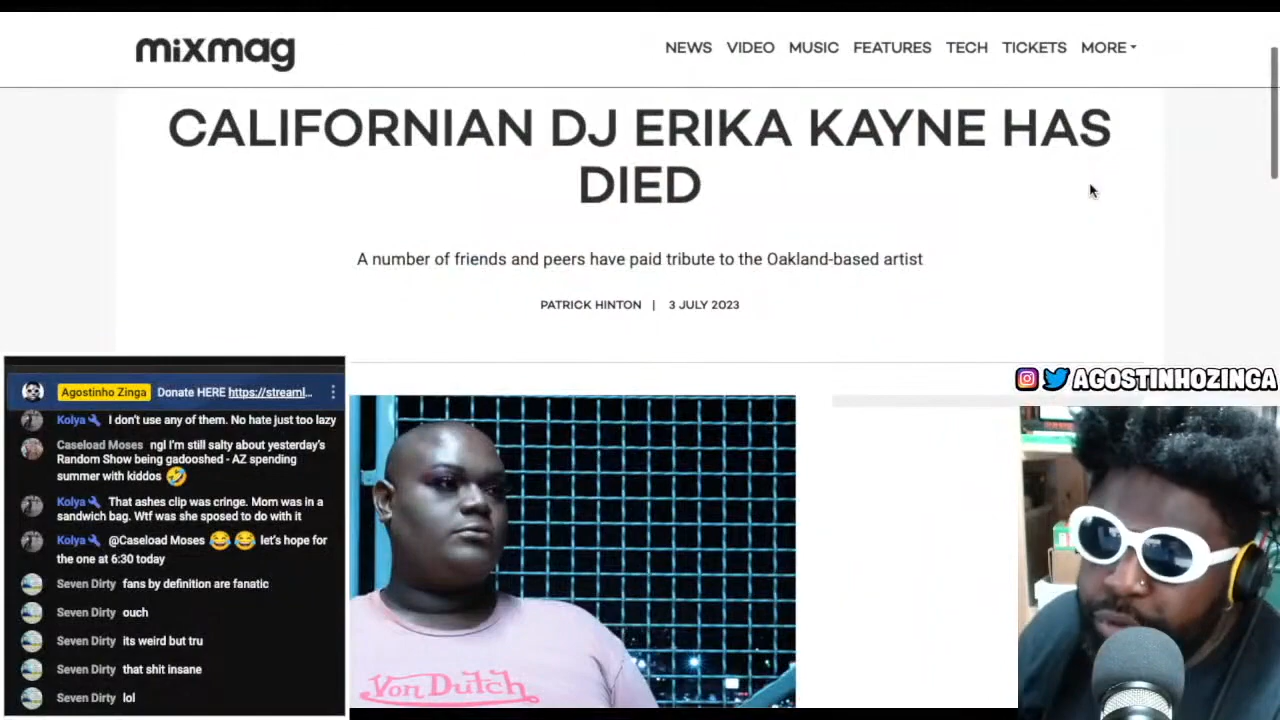 mixmag
NEWS VIDEO MUSIC FEATURES TECH TICKETS MORE
CALIFORNIAN DJ ERIKA KAYNE HAS
DIED
A number of friends and peers have paid tribute to the Oakland-based artist
PATRICK HINTON | 3 JULY 2023
Agostinho Zinga Donate HERE https://streaml...
Kolya I don't use any of them. No hate just too lazy
Caseload Moses ngl I'm still salty about yesterday's
Random Show being gadooshed - AZ spending
summer with kiddos 🤣
Kolya That ashes clip was cringe. Mom was in a
sandwich bag. Wtf was she sposed to do with it
Kolya @Caseload Moses 😂 😂 let's hope for
the one at 6:30 today
Seven Dirty fans by definition are fanatic
Seven Dirty ouch
Seven Dirty its weird but tru
Seven Dirty that shit insane
Seven Dirty lol
Von Dutch
AGOSTINHOZINGA